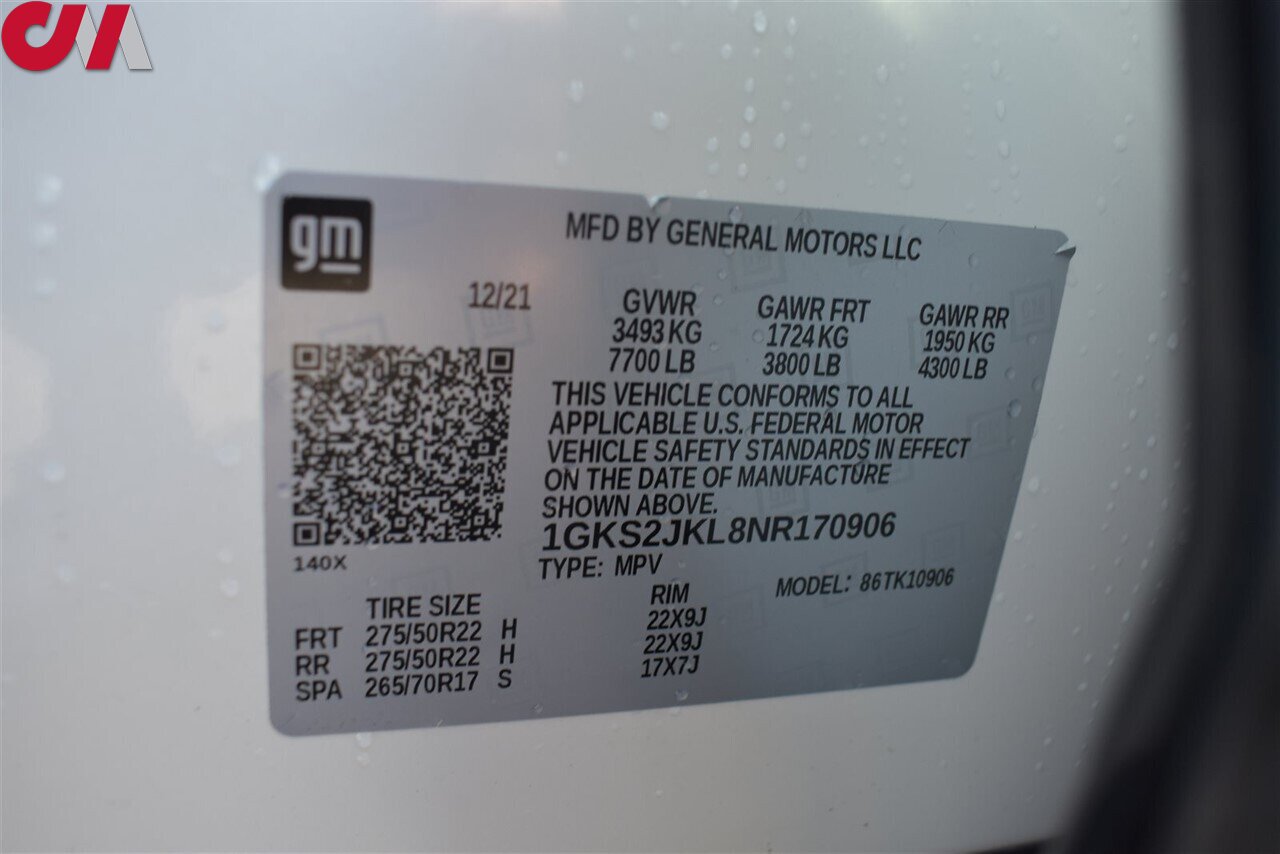 gm
MFD BY GENERAL MOTORS LLC
12/21
GVWR GAWR FRT GAWR RR
3493 KG 1724 KG 1950 KG
7700 LB 3800 LB 4300 LB
THIS VEHICLE CONFORMS TO ALL
APPLICABLE U.S. FEDERAL MOTOR
VEHICLE SAFETY STANDARDS IN EFFECT
ON THE DATE OF MANUFACTURE
SHOWN ABOVE.
1GKS2JKL8NR170906
140X
TYPE: MPV MODEL: 86TK10906
TIRE SIZE RIM
FRT 275/50R22 H 22X9J
RR 275/50R22 H 22X9J
SPA 265/70R17 S 17X7J